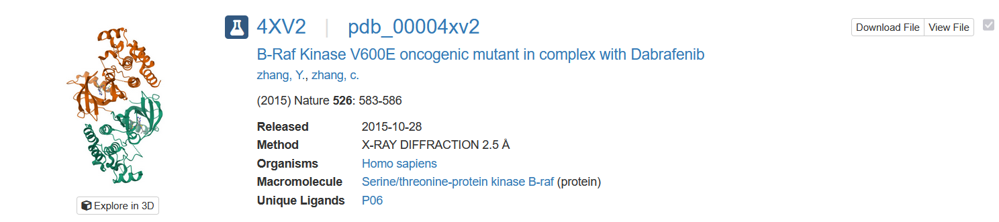 4XV2 | pdb_00004xv2
Download File View File
B-Raf Kinase V600E oncogenic mutant in complex with Dabrafenib
zhang, Y., zhang, c.
(2015) Nature 526: 583-586
Released 2015-10-28
Method X-RAY DIFFRACTION 2.5 Å
Organisms Homo sapiens
Macromolecule Serine/threonine-protein kinase B-raf (protein)
Unique Ligands P06
Explore in 3D